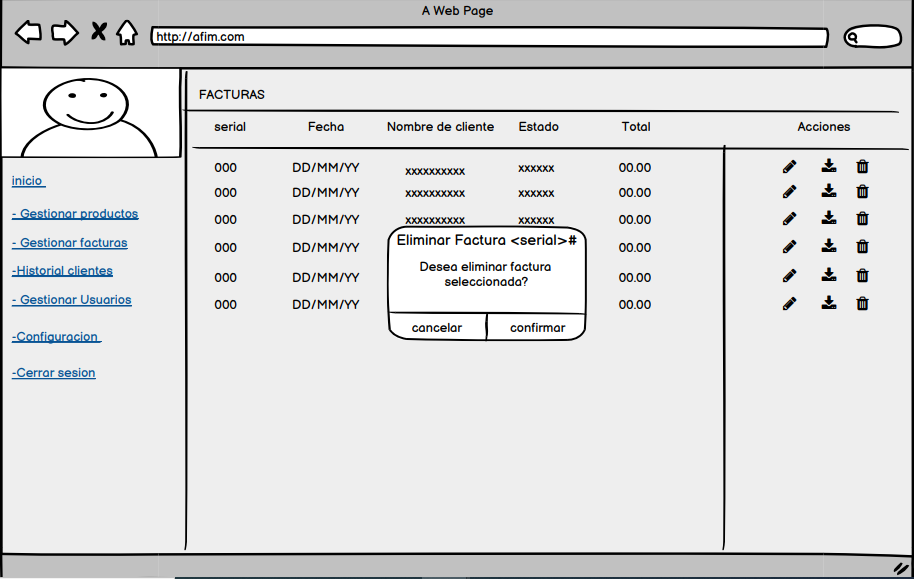 A Web Page
http://afim.com
FACTURAS
serial Fecha Nombre de cliente Estado Total Acciones
000 DD/MM/YY xxxxxxxxxx xxxxxx 00.00
000 DD/MM/YY xxxxxxxxxx xxxxxx 00.00
000 DD/MM/YY xxxxxxxxxx xxxxxx 00.00
000 DD/MM/YY 00.00
000 DD/MM/YY 00.00
000 DD/MM/YY 00.00
inicio
- Gestionar productos
- Gestionar facturas
-Historial clientes
- Gestionar Usuarios
-Configuracion
-Cerrar sesion
Eliminar Factura <serial>#
Desea eliminar factura
seleccionada?
cancelar confirmar